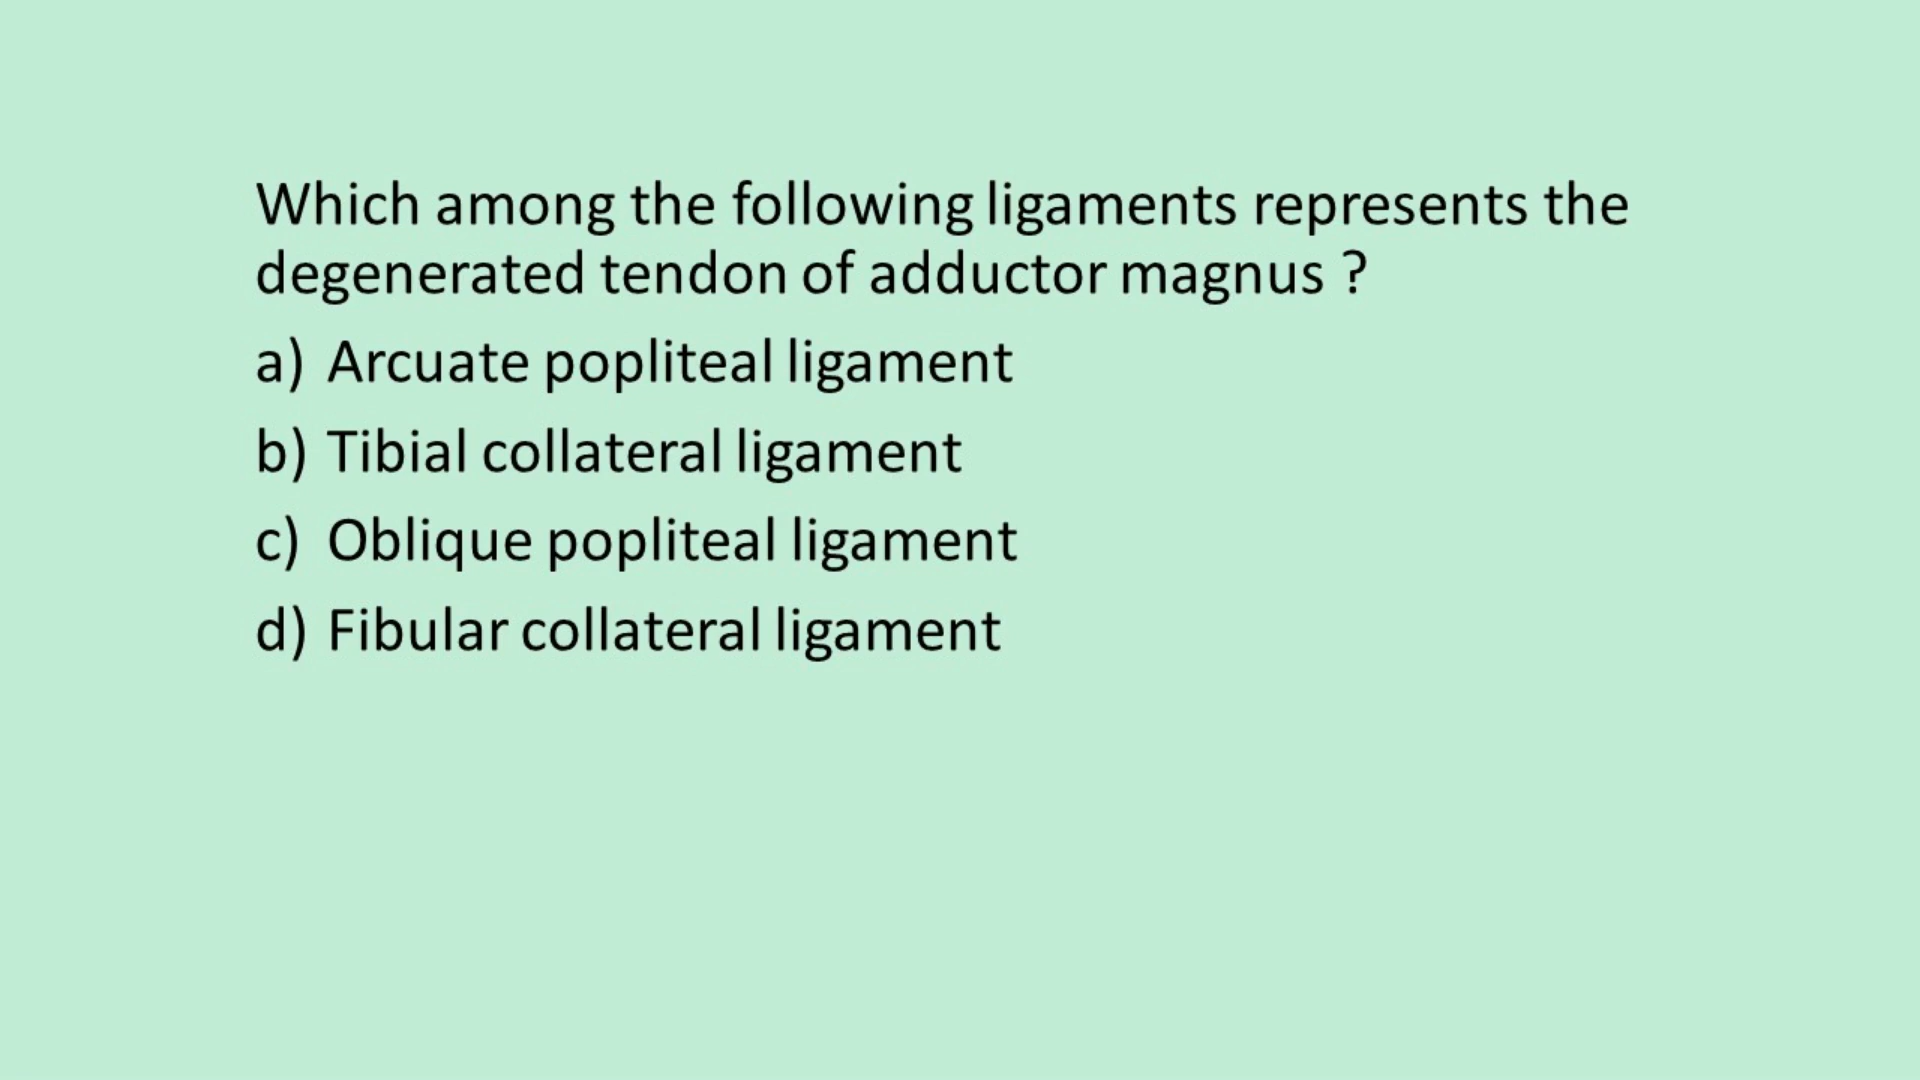 Which among the following ligaments represents the
degenerated tendon of adductor magnus ?
a) Arcuate popliteal ligament
b) Tibial collateral ligament
c) Oblique popliteal ligament
d) Fibular collateral ligament